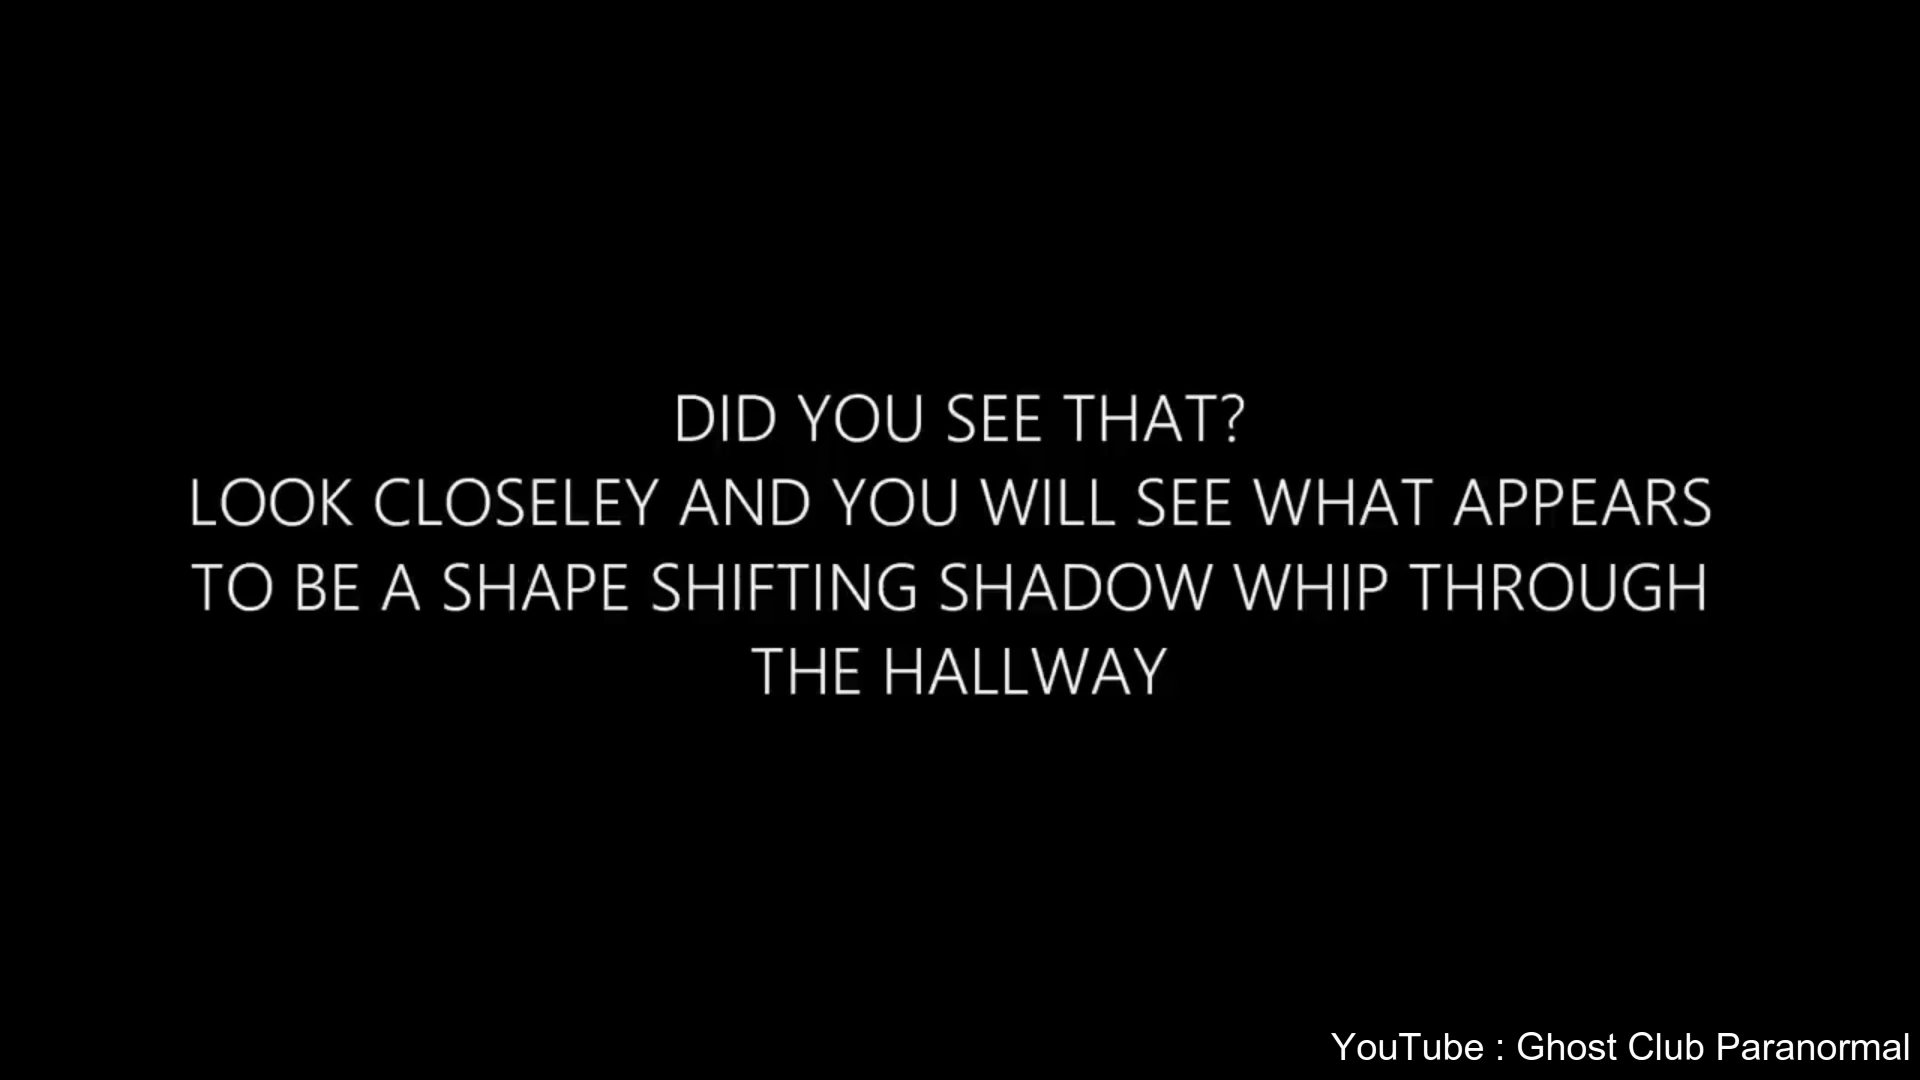 DID YOU SEE THAT?
LOOK CLOSELEY AND YOU WILL SEE WHAT APPEARS
TO BE A SHAPE SHIFTING SHADOW WHIP THROUGH
THE HALLWAY
YouTube : Ghost Club Paranormal